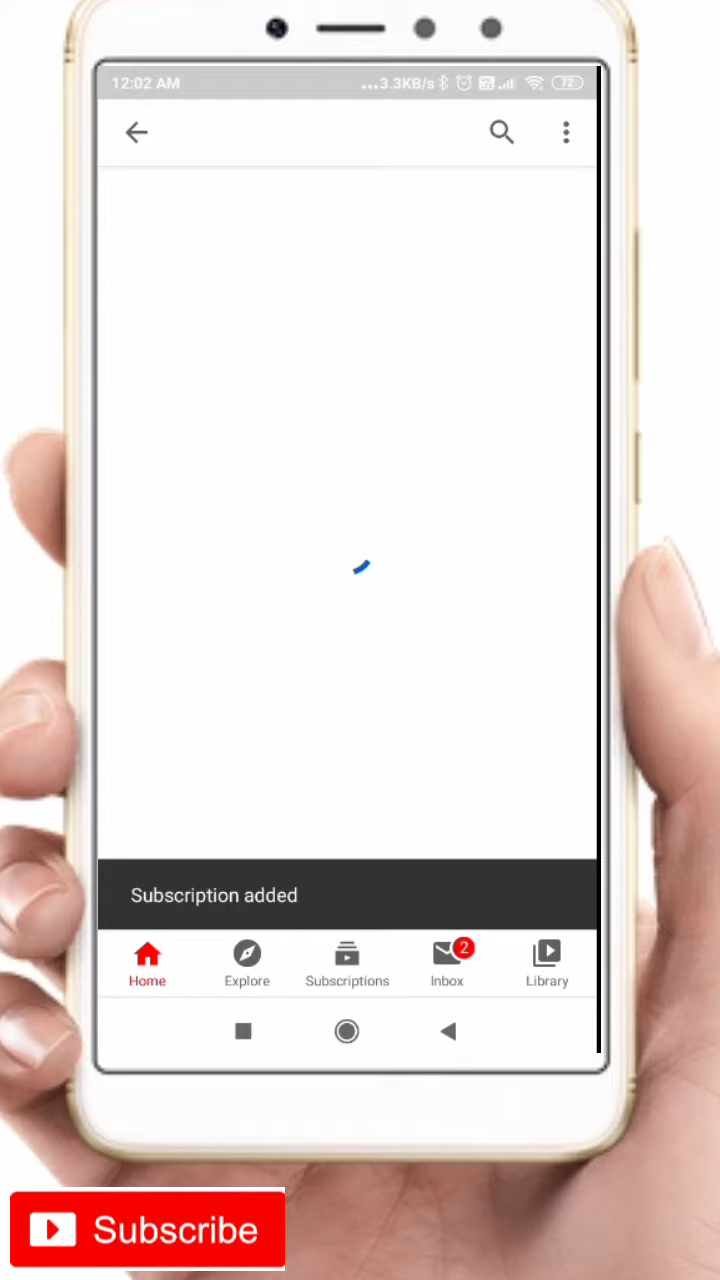 12:02 AM
...3.3KB/s
72
Subscription added
2
Home
Explore
Subscriptions
Inbox
Library
Subscribe